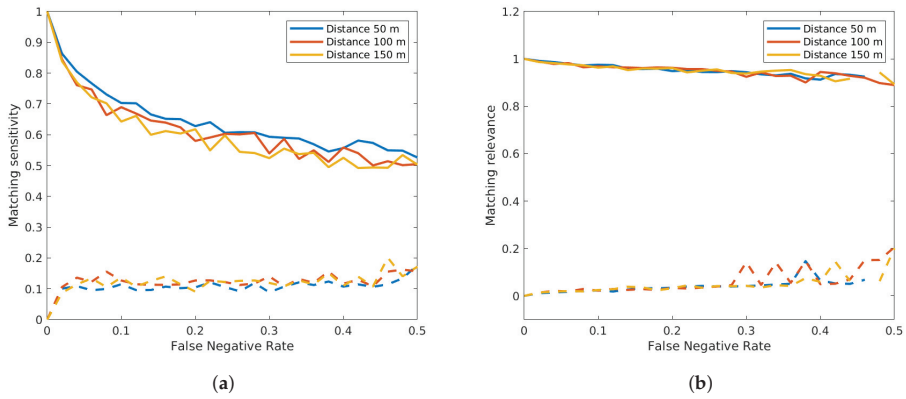 1
0.9
0.8
0.7
0.6
0.5
0.4
0.3
0.2
0.1
0
Matching sensitivity
Distance 50 m
Distance 100 m
Distance 150 m
0 0.1 0.2 0.3 0.4 0.5
False Negative Rate
(a)
1.2
1
0.8
0.6
0.4
0.2
0
Matching relevance
Distance 50 m
Distance 100 m
Distance 150 m
0 0.1 0.2 0.3 0.4 0.5
False Negative Rate
(b)